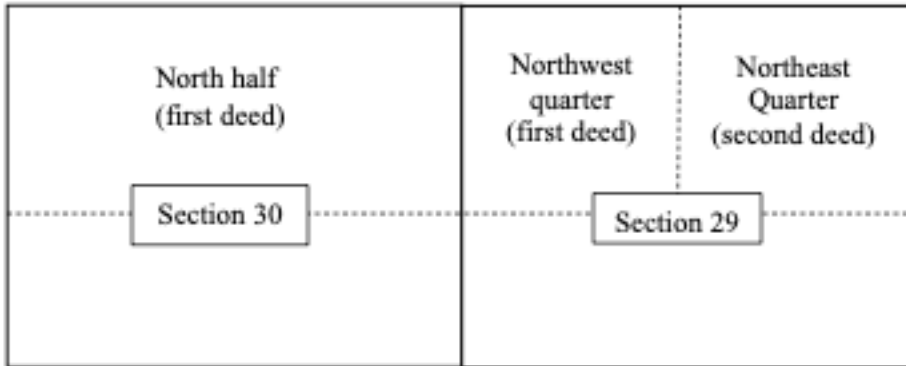 North half
(first deed)
Northwest
quarter
(first deed)
Northeast
Quarter
(second deed)
Section 30
Section 29